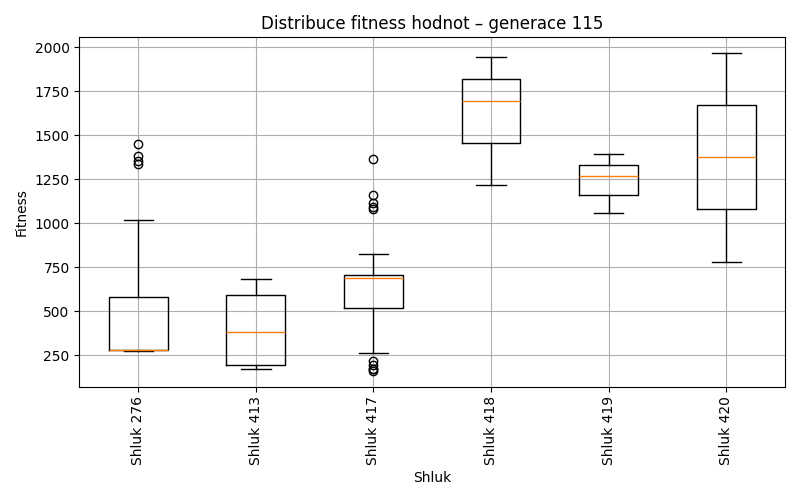 Distribuce fitness hodnot – generace 115
Fitness
2000
1750
1500
1250
1000
750
500
250
Shluk 276
Shluk 413
Shluk 417
Shluk 418
Shluk 419
Shluk 420
Shluk